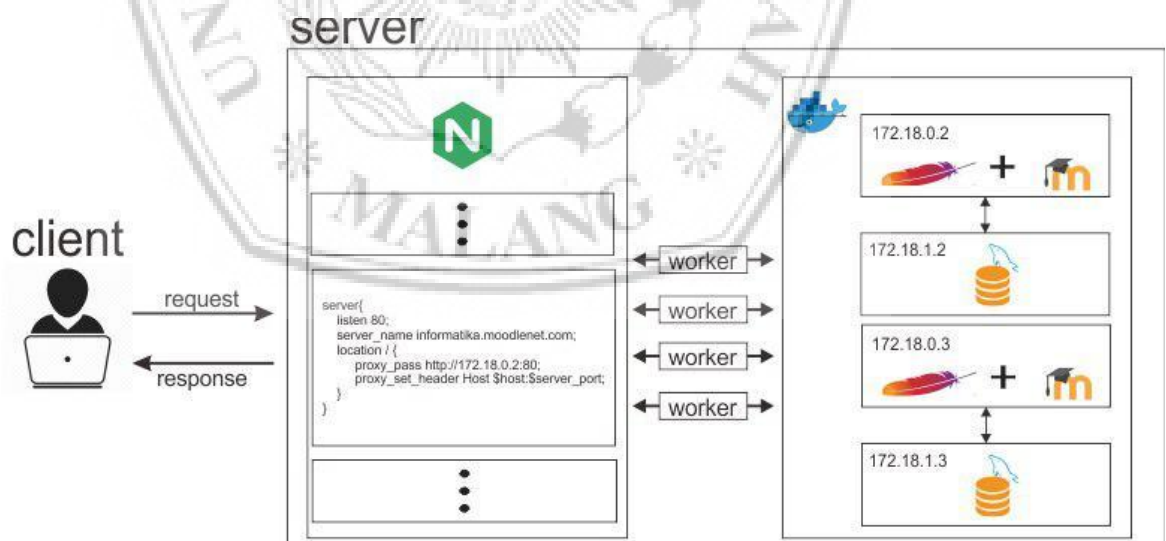 server
MALANG
client
request
response
server{
listen 80;
server_name informatika.moodlenet.com;
location / {
proxy_pass http://172.18.0.2:80;
proxy_set_header Host $host:$server_port;
}
}
worker
worker
worker
worker
172.18.0.2
+
m
172.18.1.2
172.18.0.3
+
m
172.18.1.3
N